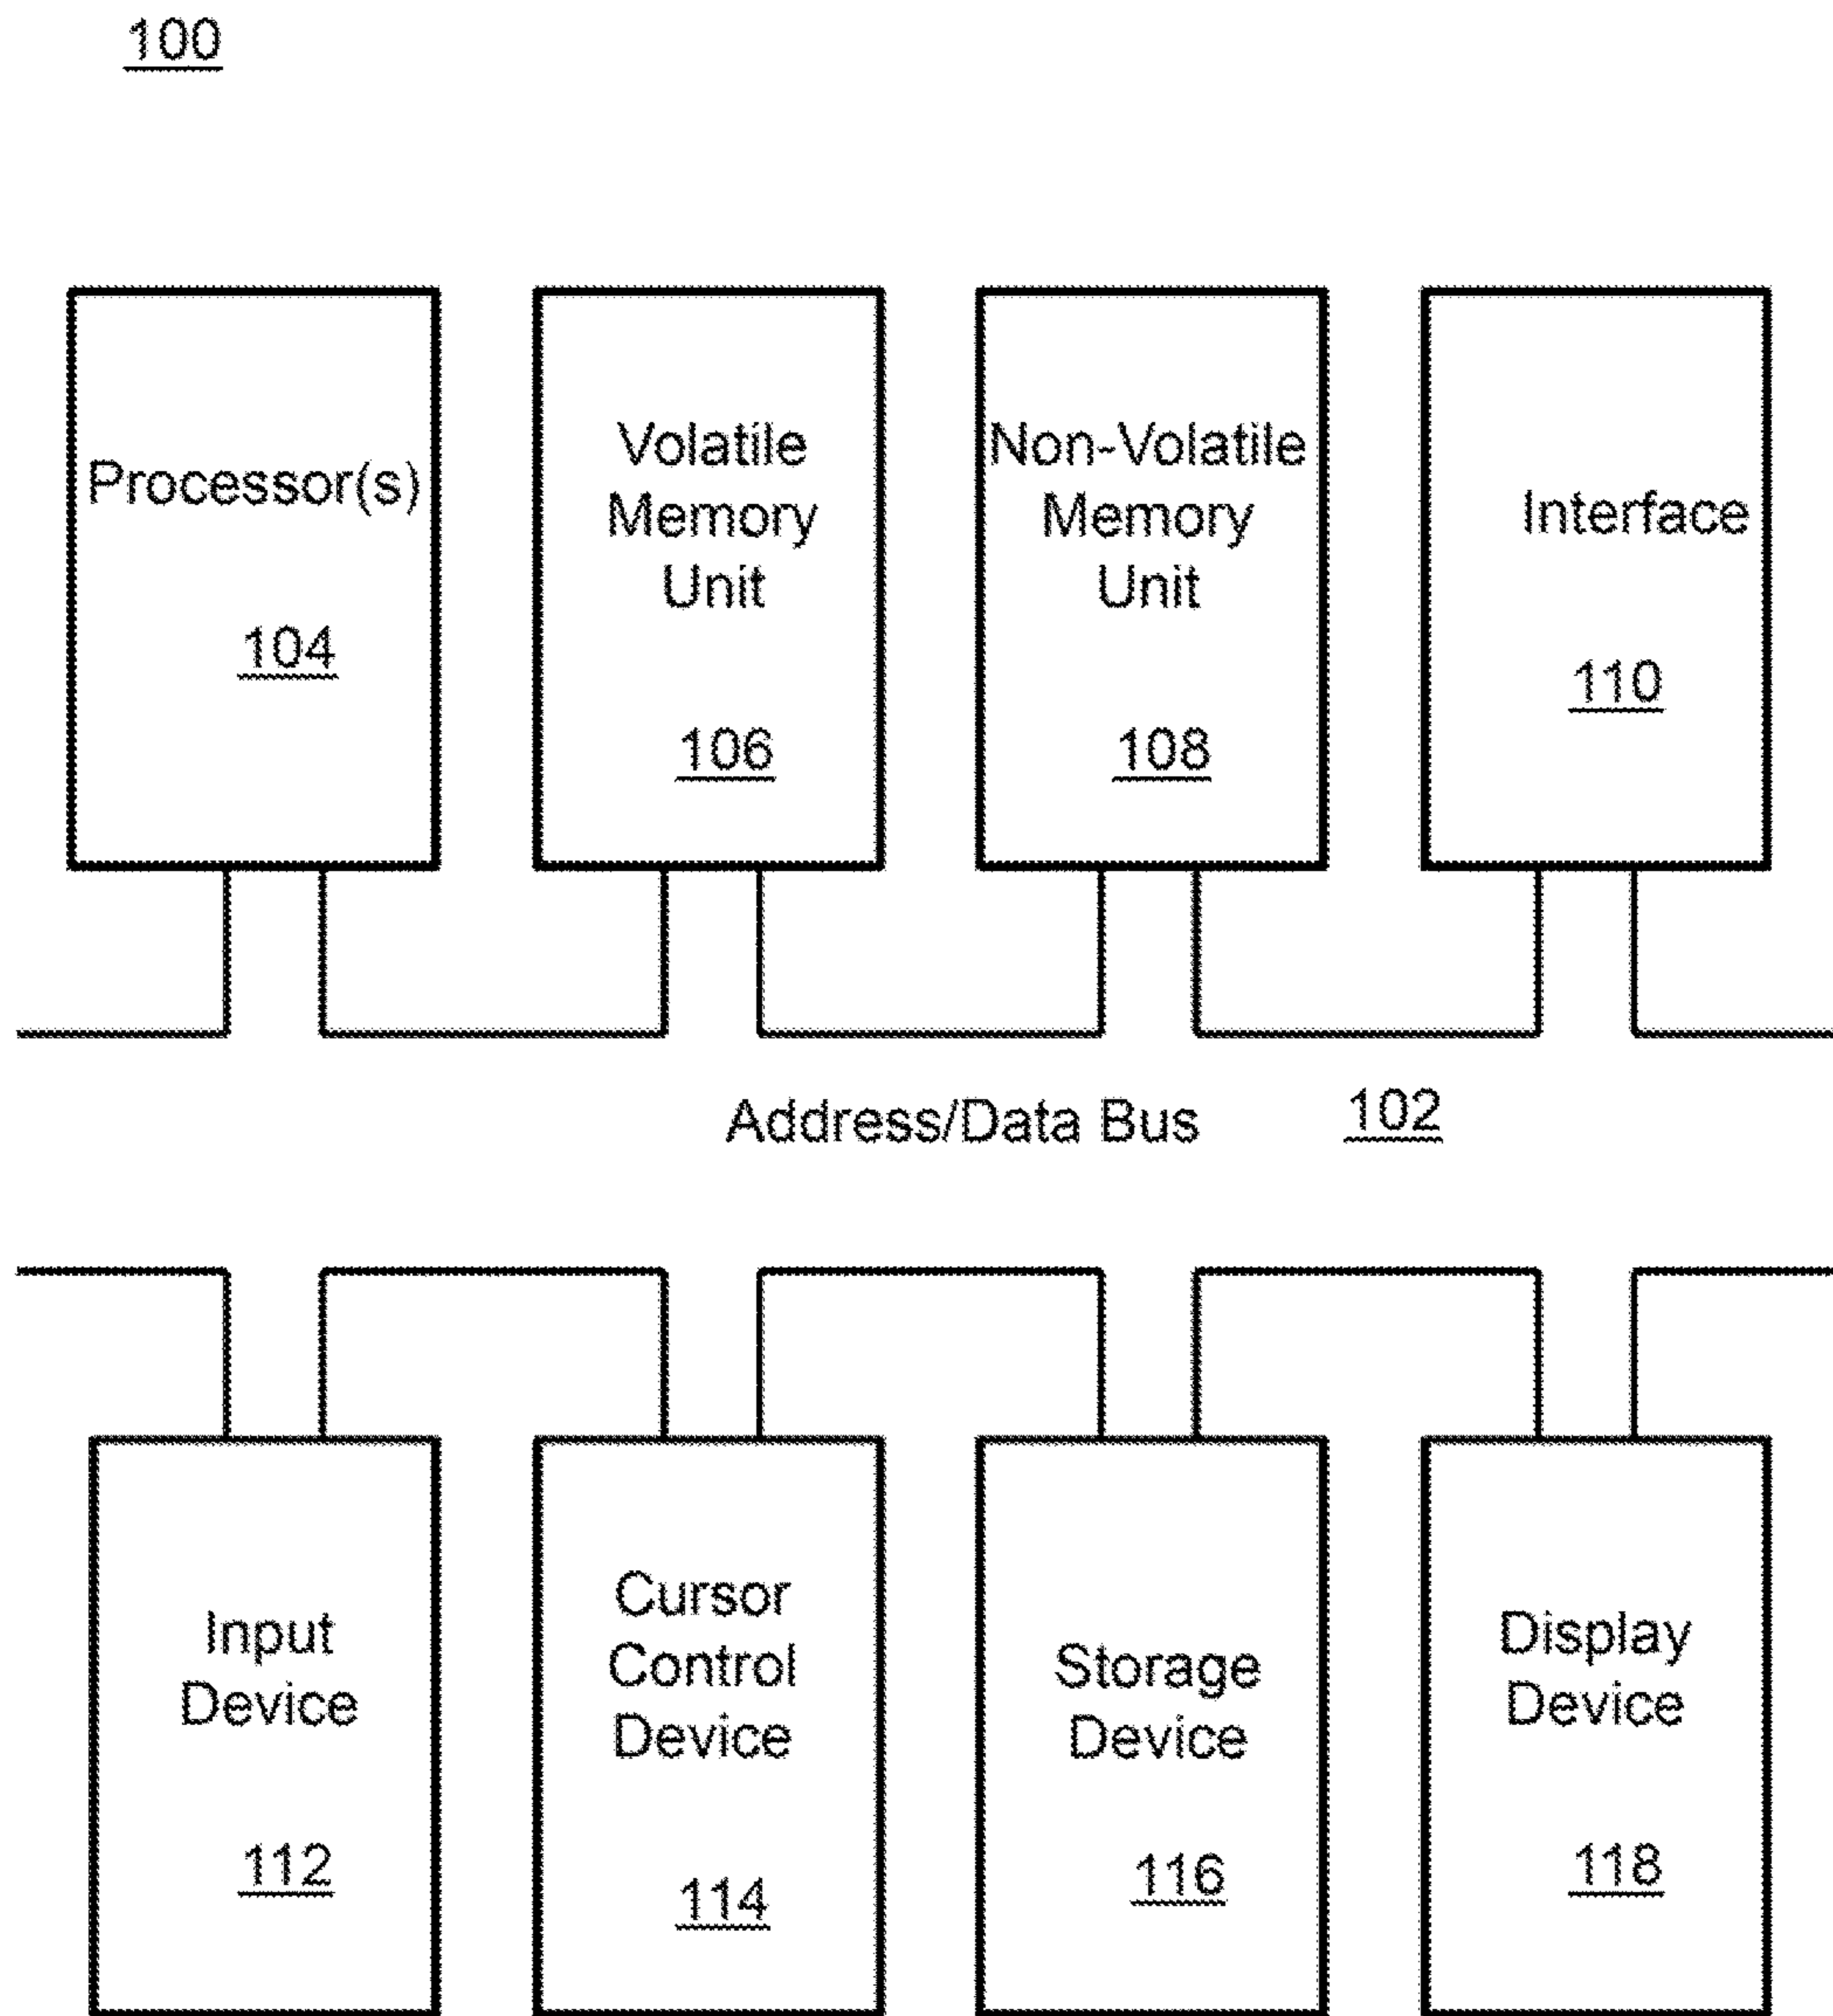 100
Processor(s)
104
Volatile
Memory
Unit
106
Non-Volatile
Memory
Unit
108
Interface
110
Address/Data Bus 102
Input
Device
112
Cursor
Control
Device
114
Storage
Device
116
Display
Device
118